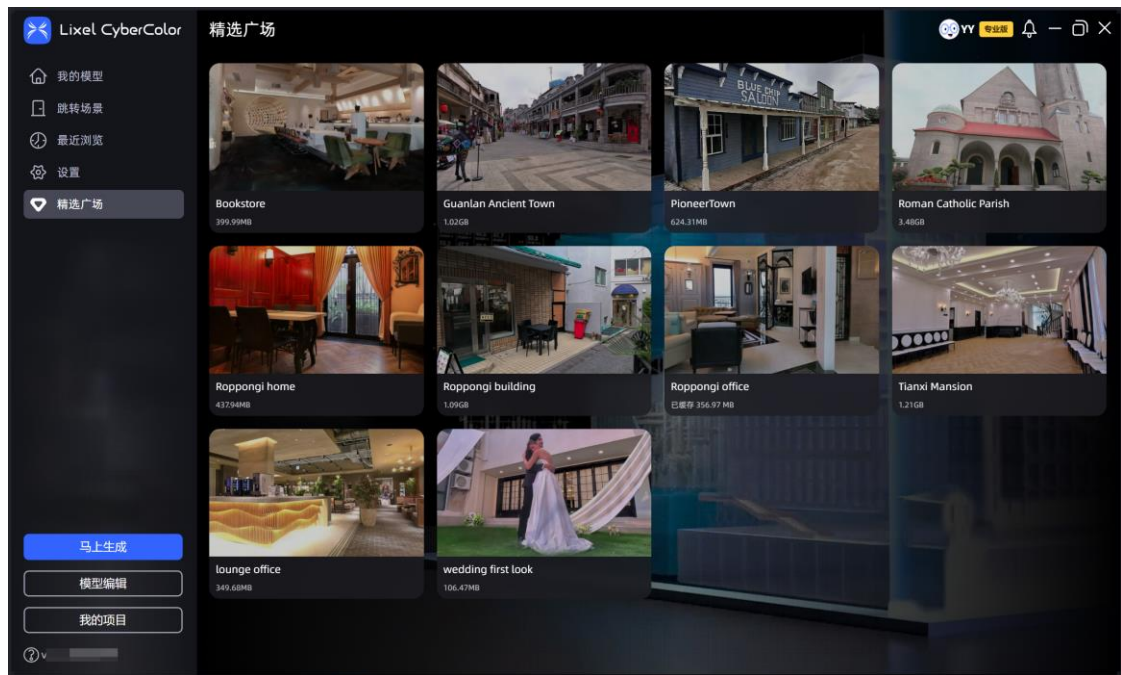 Lixel CyberColor
精选广场
YY 专业版
我的模型
跳转场景
最近浏览
设置
精选广场
BLUE CHIP
SALOON
Bookstore
399.99MB
Guanlan Ancient Town
1.02GB
PioneerTown
624.31MB
Roman Catholic Parish
3.48GB
Roppongi home
437.94MB
Roppongi building
1.09GB
Roppongi office
已缓存 356.97 MB
Tianxi Mansion
1.21GB
lounge office
349.68MB
wedding first look
106.47MB
马上生成
模型编辑
我的项目
v